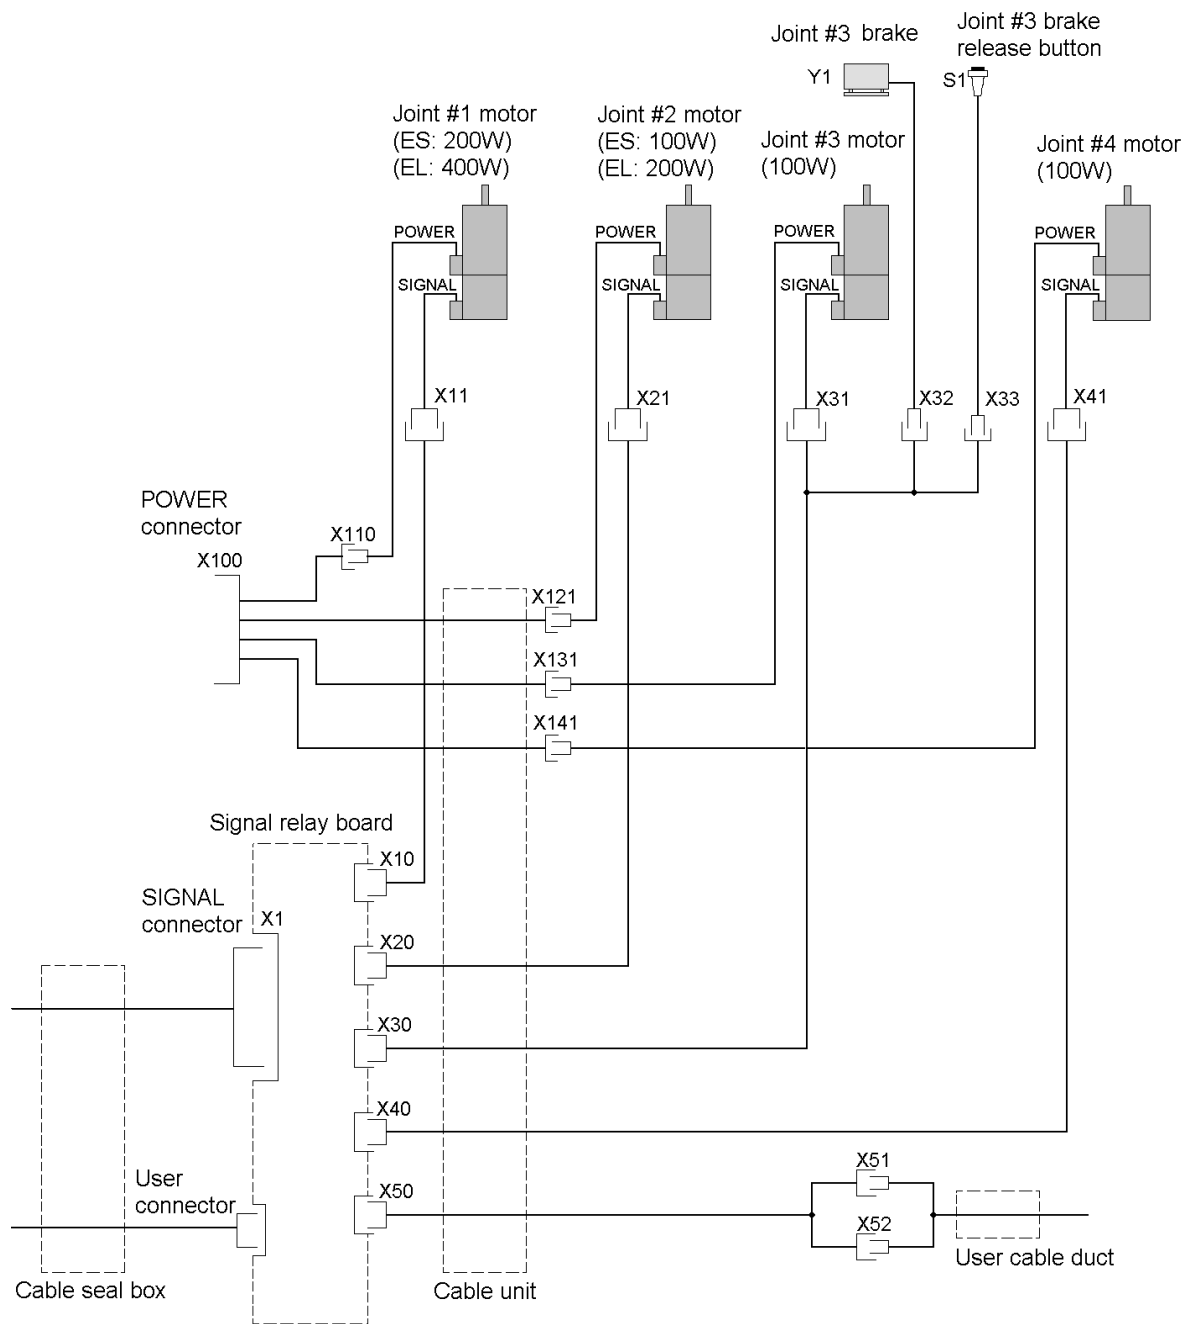 Joint #3 brake
Joint #3 brake
release button
Y1
S1
Joint #1 motor
(ES: 200W)
(EL: 400W)
Joint #2 motor
(ES: 100W)
(EL: 200W)
Joint #3 motor
(100W)
Joint #4 motor
(100W)
POWER
SIGNAL
POWER
SIGNAL
POWER
SIGNAL
POWER
SIGNAL
X11
X21
X31
X32
X33
X41
POWER
connector
X100
X110
X121
X131
X141
Signal relay board
X10
SIGNAL
connector
X1
X20
X30
X40
User
connector
X50
X51
X52
Cable seal box
Cable unit
User cable duct